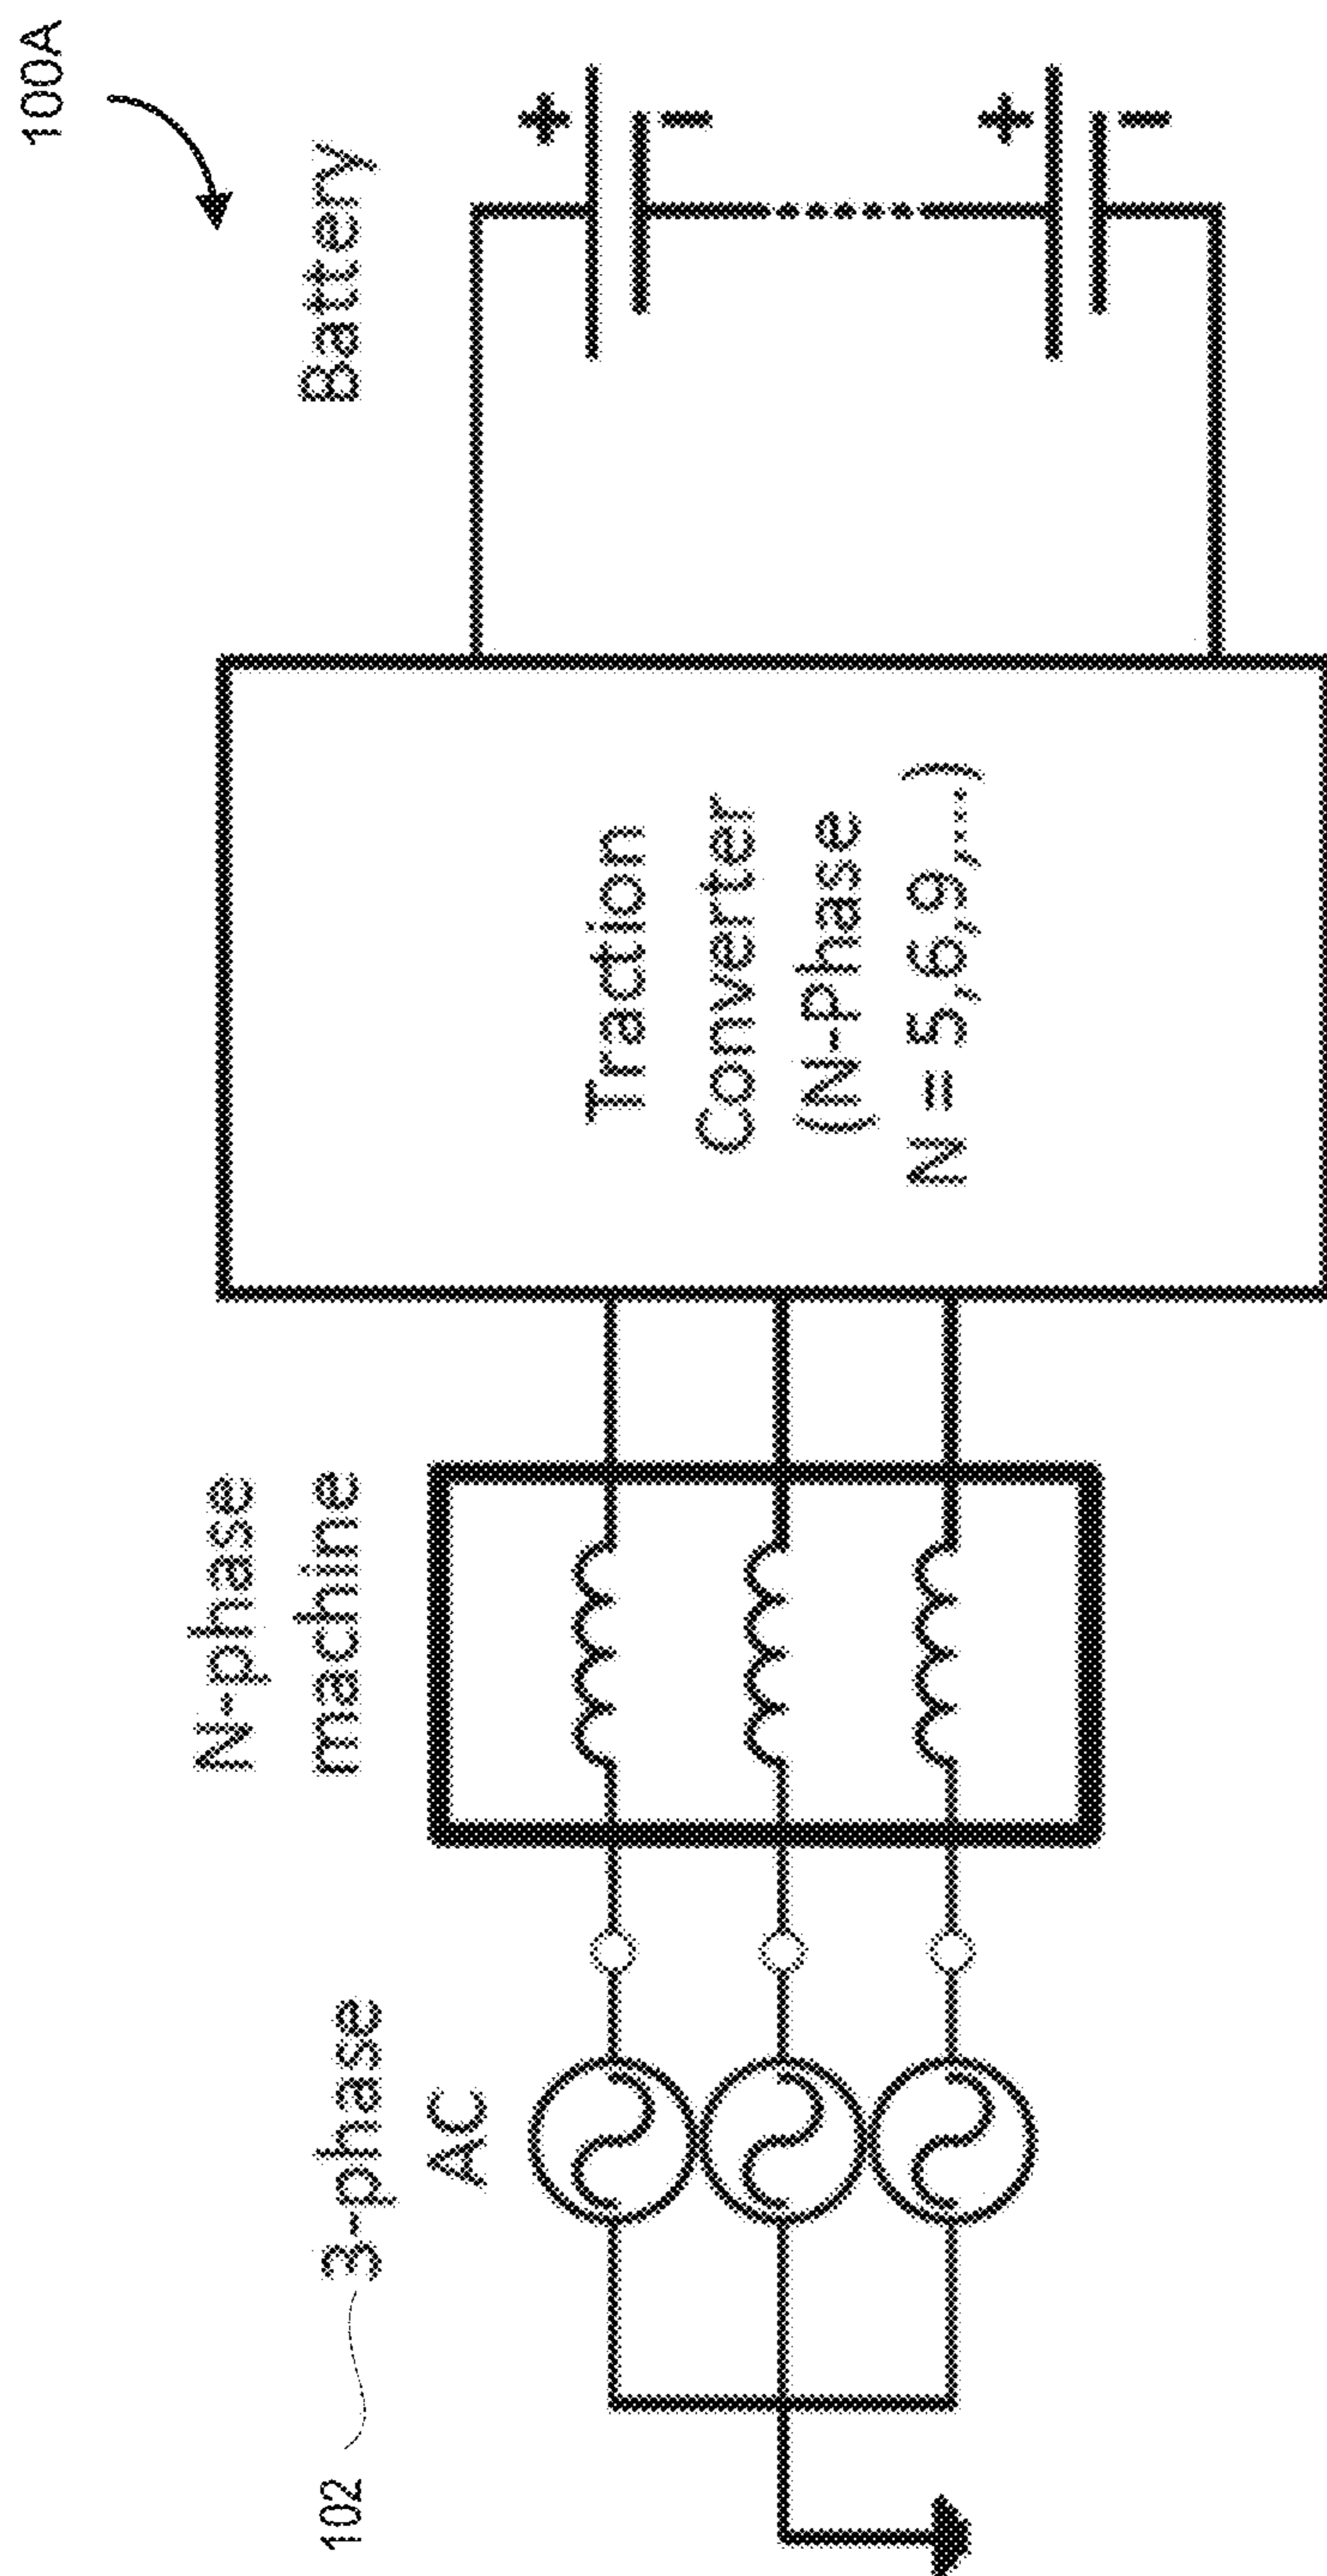 100A
102
3-phase
AC
N-phase
machine
Traction
Converter
(N-Phase
N = 5,6,9,....)
Battery
+
−
+
−